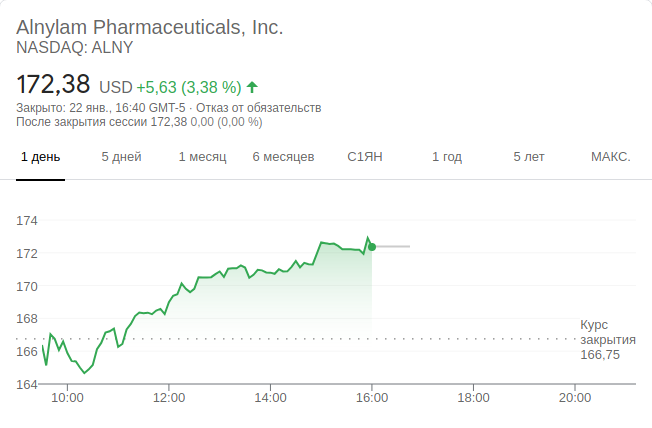 Alnylam Pharmaceuticals, Inc.
NASDAQ: ALNY
172,38 USD +5,63 (3,38 %)
Закрыто: 22 янв., 16:40 GMT-5 · Отказ от обязательств
После закрытия сессии 172,38 0,00 (0,00 %)
1 день 5 дней 1 месяц 6 месяцев С1ЯН 1 год 5 лет МАКС.
174
172
170
168
166
164
Курс
закрытия
166,75
10:00 12:00 14:00 16:00 18:00 20:00